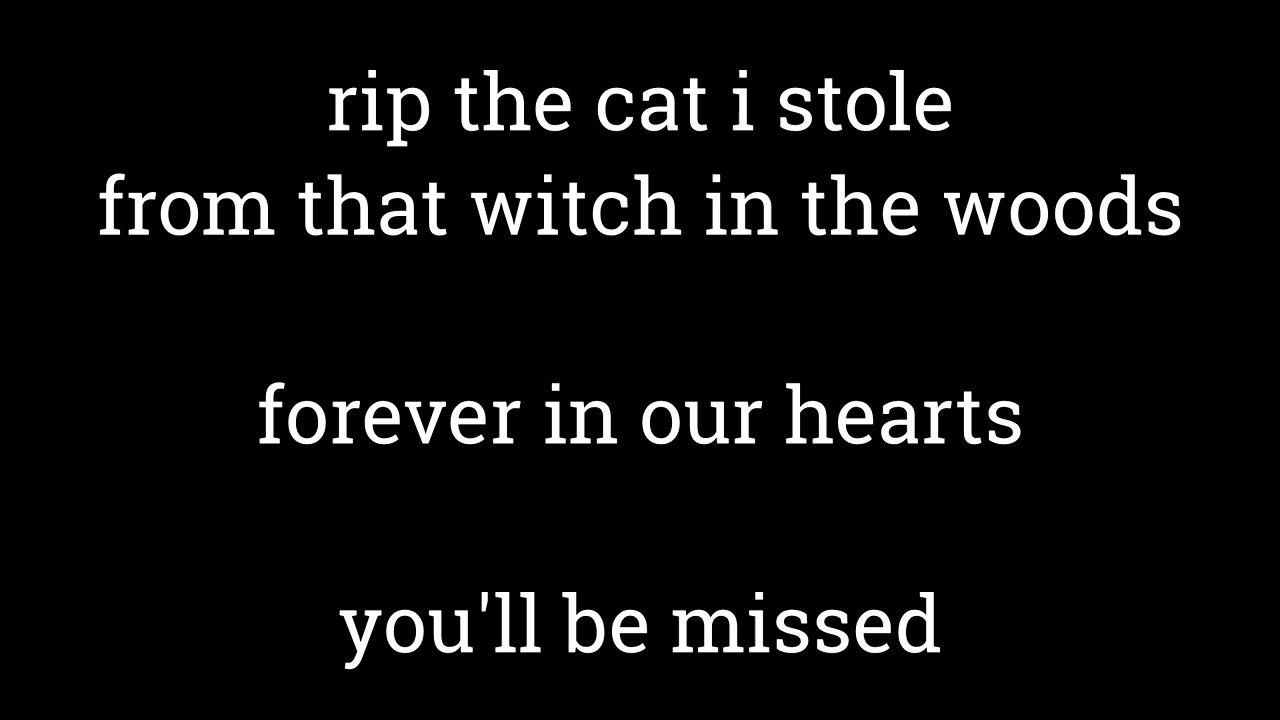 rip the cat i stole
from that witch in the woods
forever in our hearts
you'll be missed